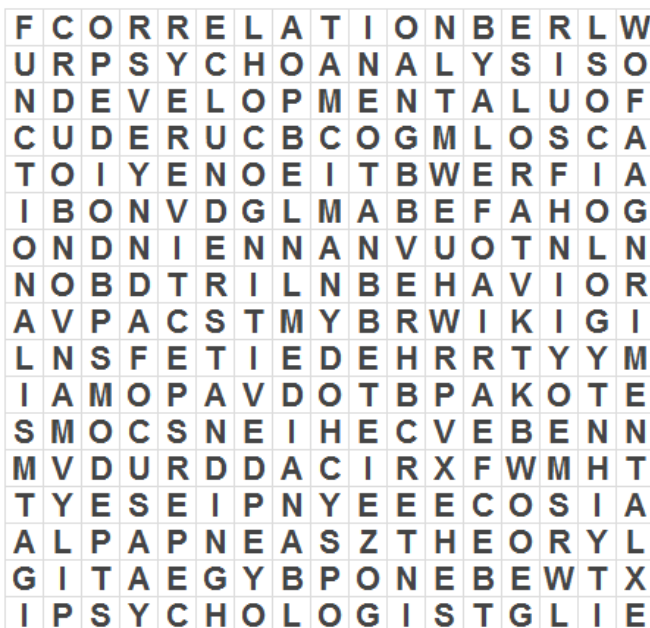 F C O R R E L A T I O N B E R L W
U R P S Y C H O A N A L Y S I S O
N D E V E L O P M E N T A L U O F
C U D E R U C B C O G M L O S C A
T O I Y E N O E I T B W E R F I A
I B O N V D G L M A B E F A H O G
O N D N I E N N A N V U O T N L N
N O B D T R I L N B E H A V I O R
A V P A C S T M Y B R W I K I G I
L N S F E T I E D E H R R T Y Y M
I A M O P A V D O T B P A K O T E
S M O C S N E I H E C V E B E N N
M V D U R D D A C I R X F W M H T
T Y E S E I P N Y E E E C O S I A
A L P A P N E A S Z T H E O R Y L
G I T A E G Y B P O N E B E W T X
I P S Y C H O L O G I S T G L I E